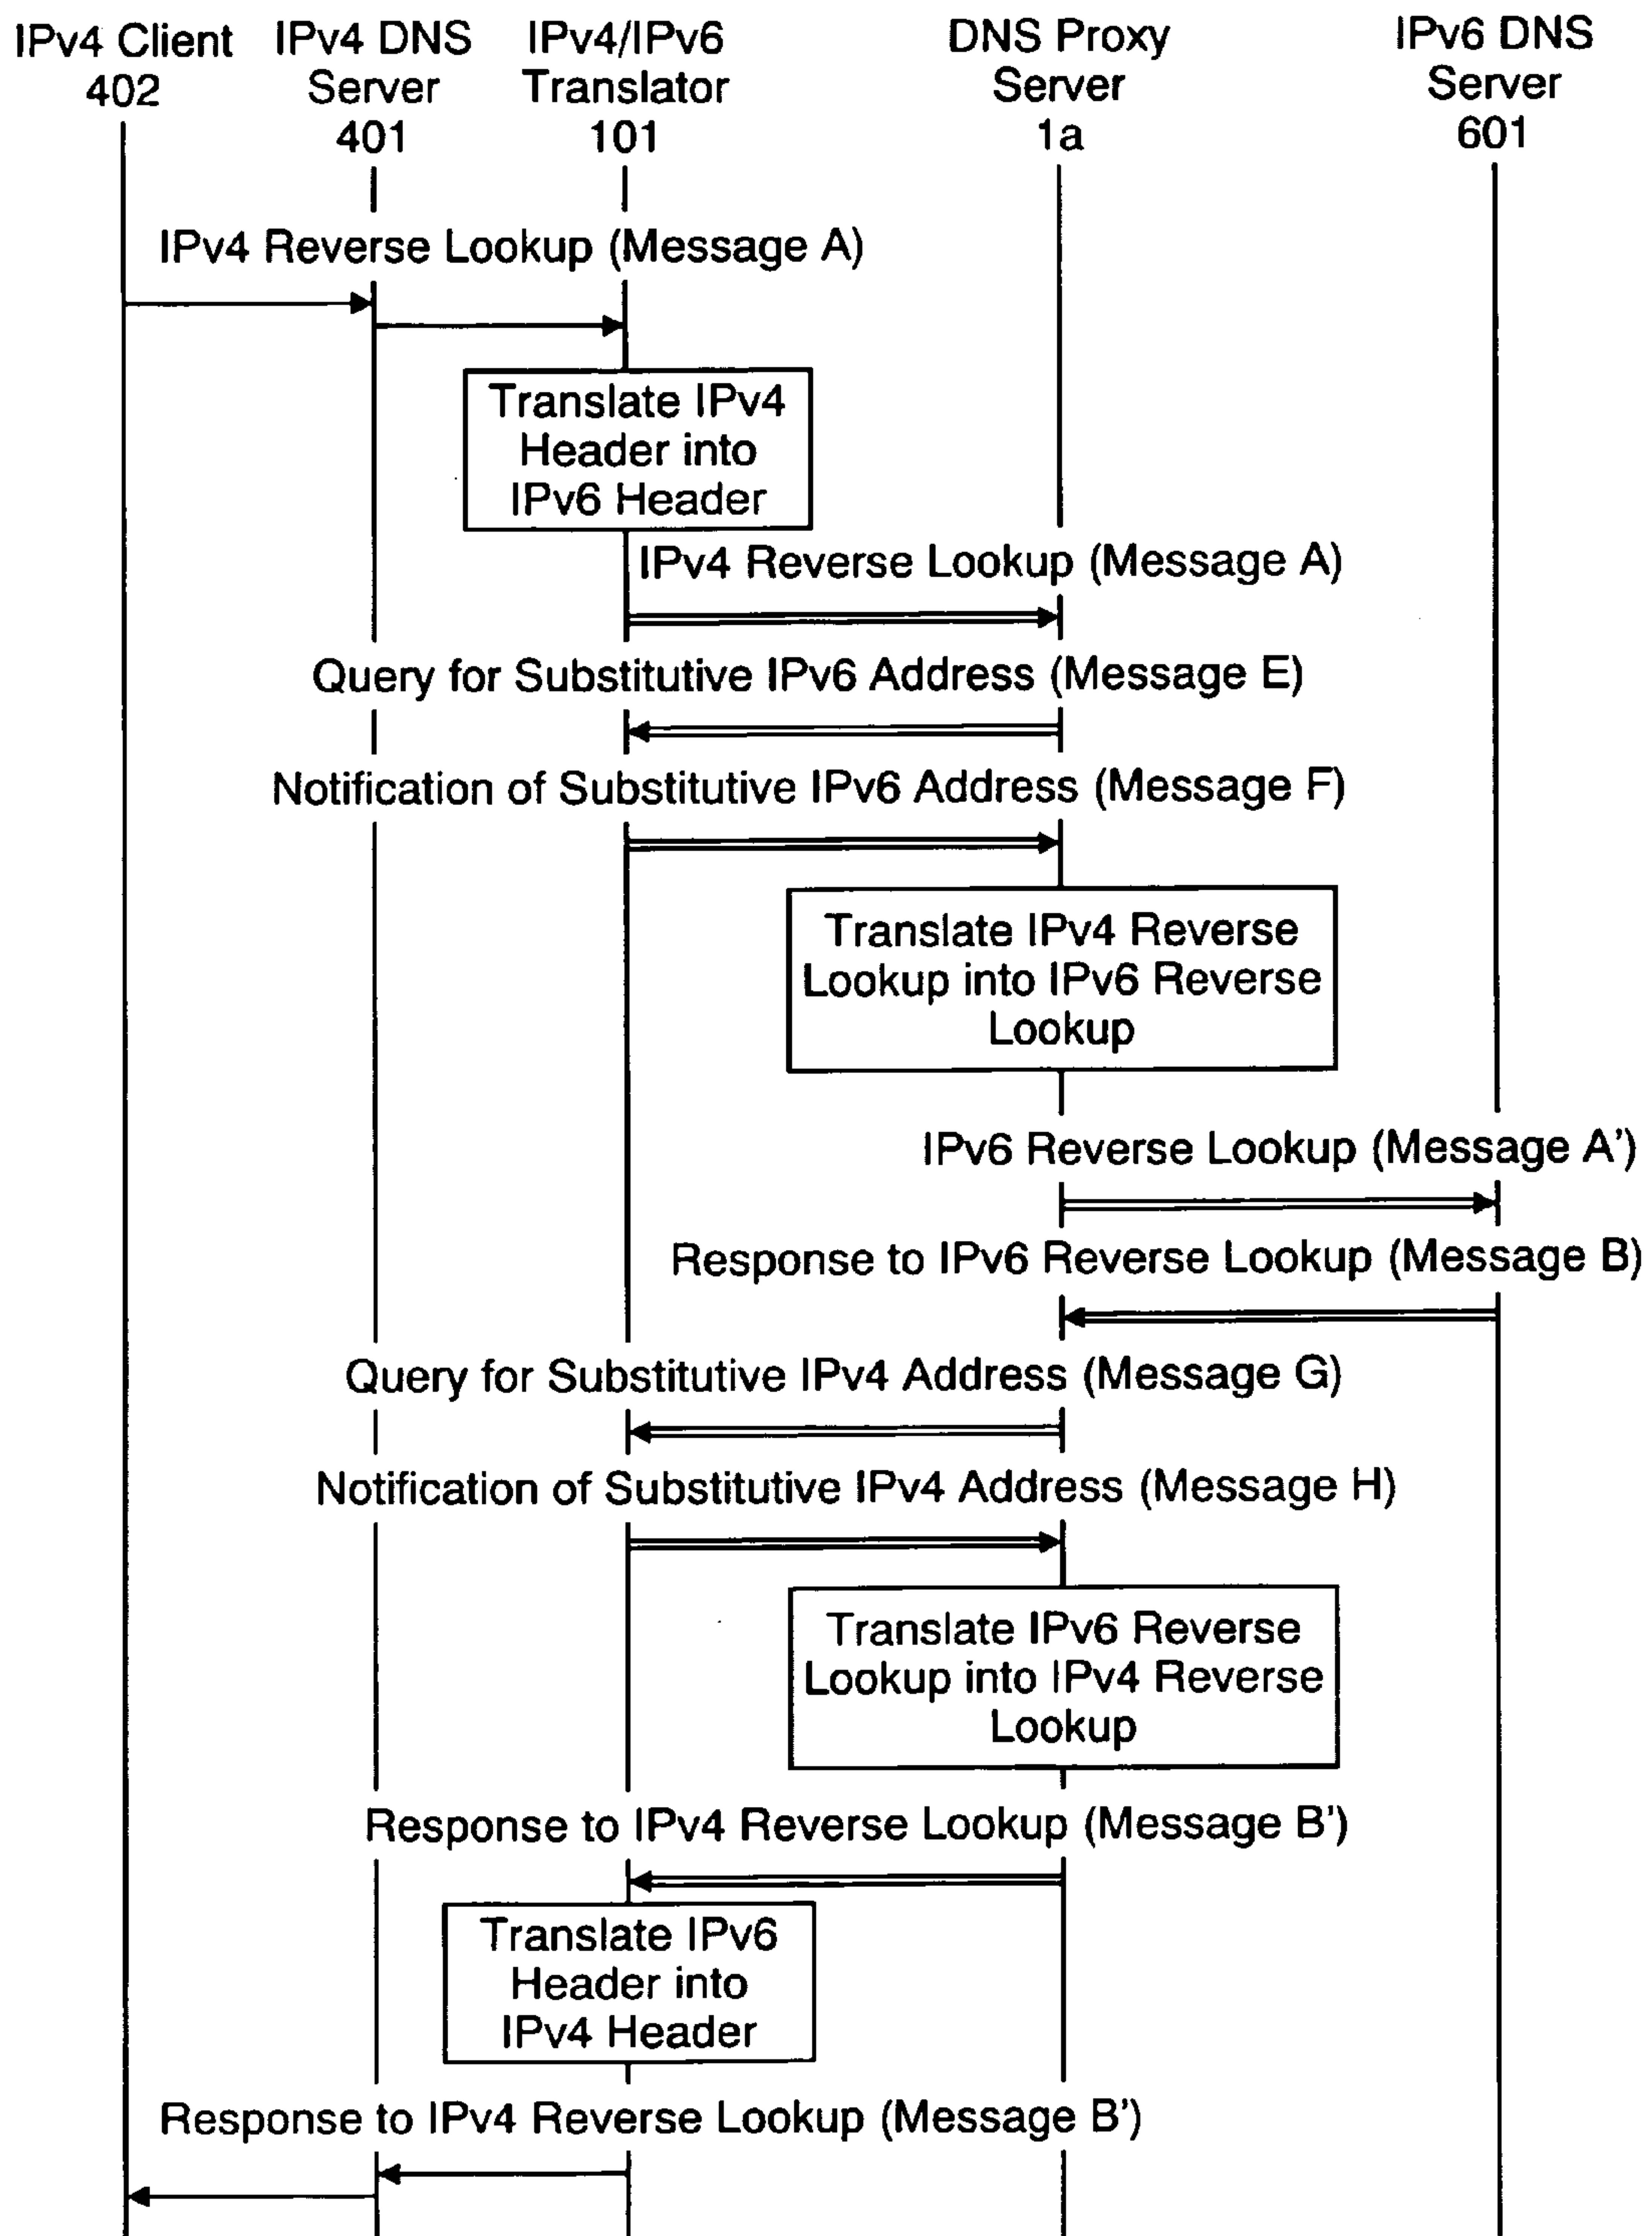 IPv4 Client
402
IPv4 DNS
Server
401
IPv4/IPv6
Translator
101
DNS Proxy
Server
1a
IPv6 DNS
Server
601
IPv4 Reverse Lookup (Message A)
Translate IPv4
Header into
IPv6 Header
IPv4 Reverse Lookup (Message A)
Query for Substitutive IPv6 Address (Message E)
Notification of Substitutive IPv6 Address (Message F)
Translate IPv4 Reverse
Lookup into IPv6 Reverse
Lookup
IPv6 Reverse Lookup (Message A')
Response to IPv6 Reverse Lookup (Message B)
Query for Substitutive IPv4 Address (Message G)
Notification of Substitutive IPv4 Address (Message H)
Translate IPv6 Reverse
Lookup into IPv4 Reverse
Lookup
Response to IPv4 Reverse Lookup (Message B')
Translate IPv6
Header into
IPv4 Header
Response to IPv4 Reverse Lookup (Message B')